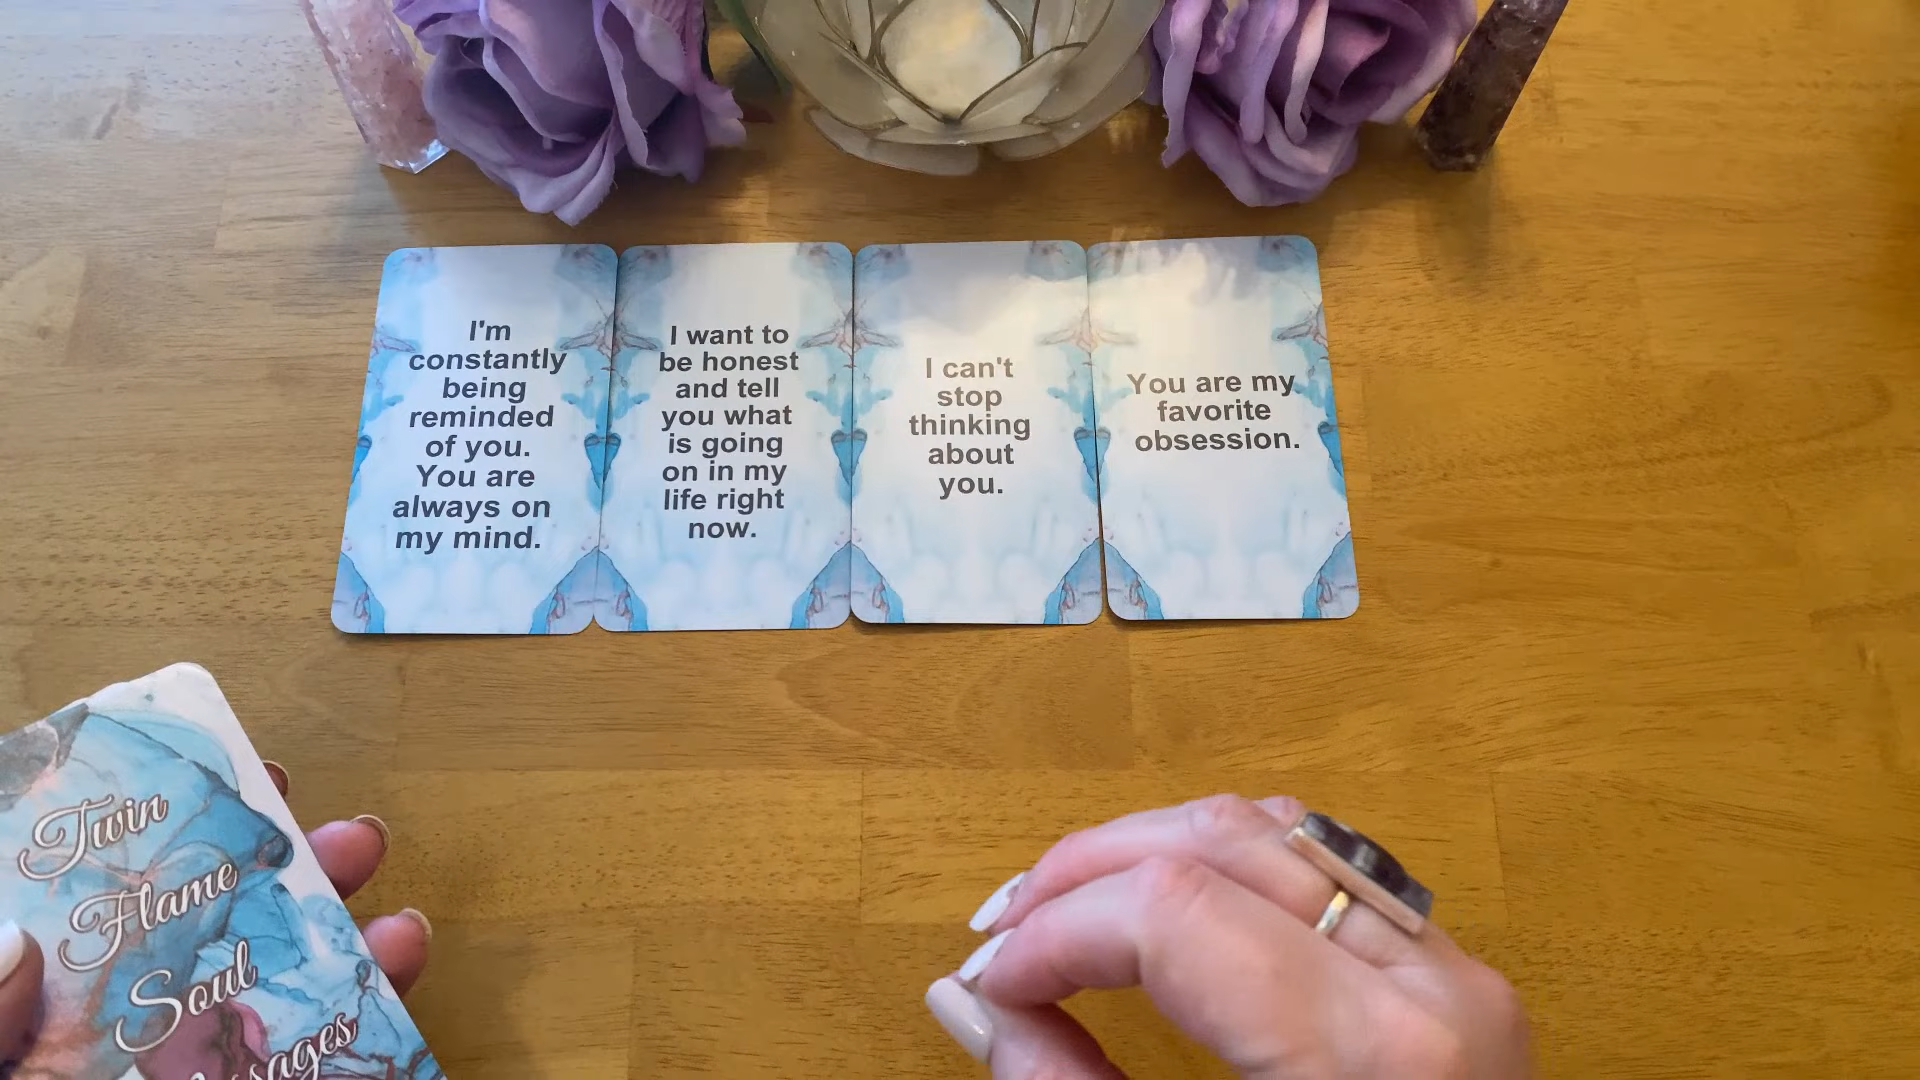 I'm
constantly
being
reminded
of you.
You are
always on
my mind.
I want to
be honest
and tell
you what
is going
on in my
life right
now.
I can't
stop
thinking
about
you.
You are my
favorite
obsession.
Twin
Flame
Soul